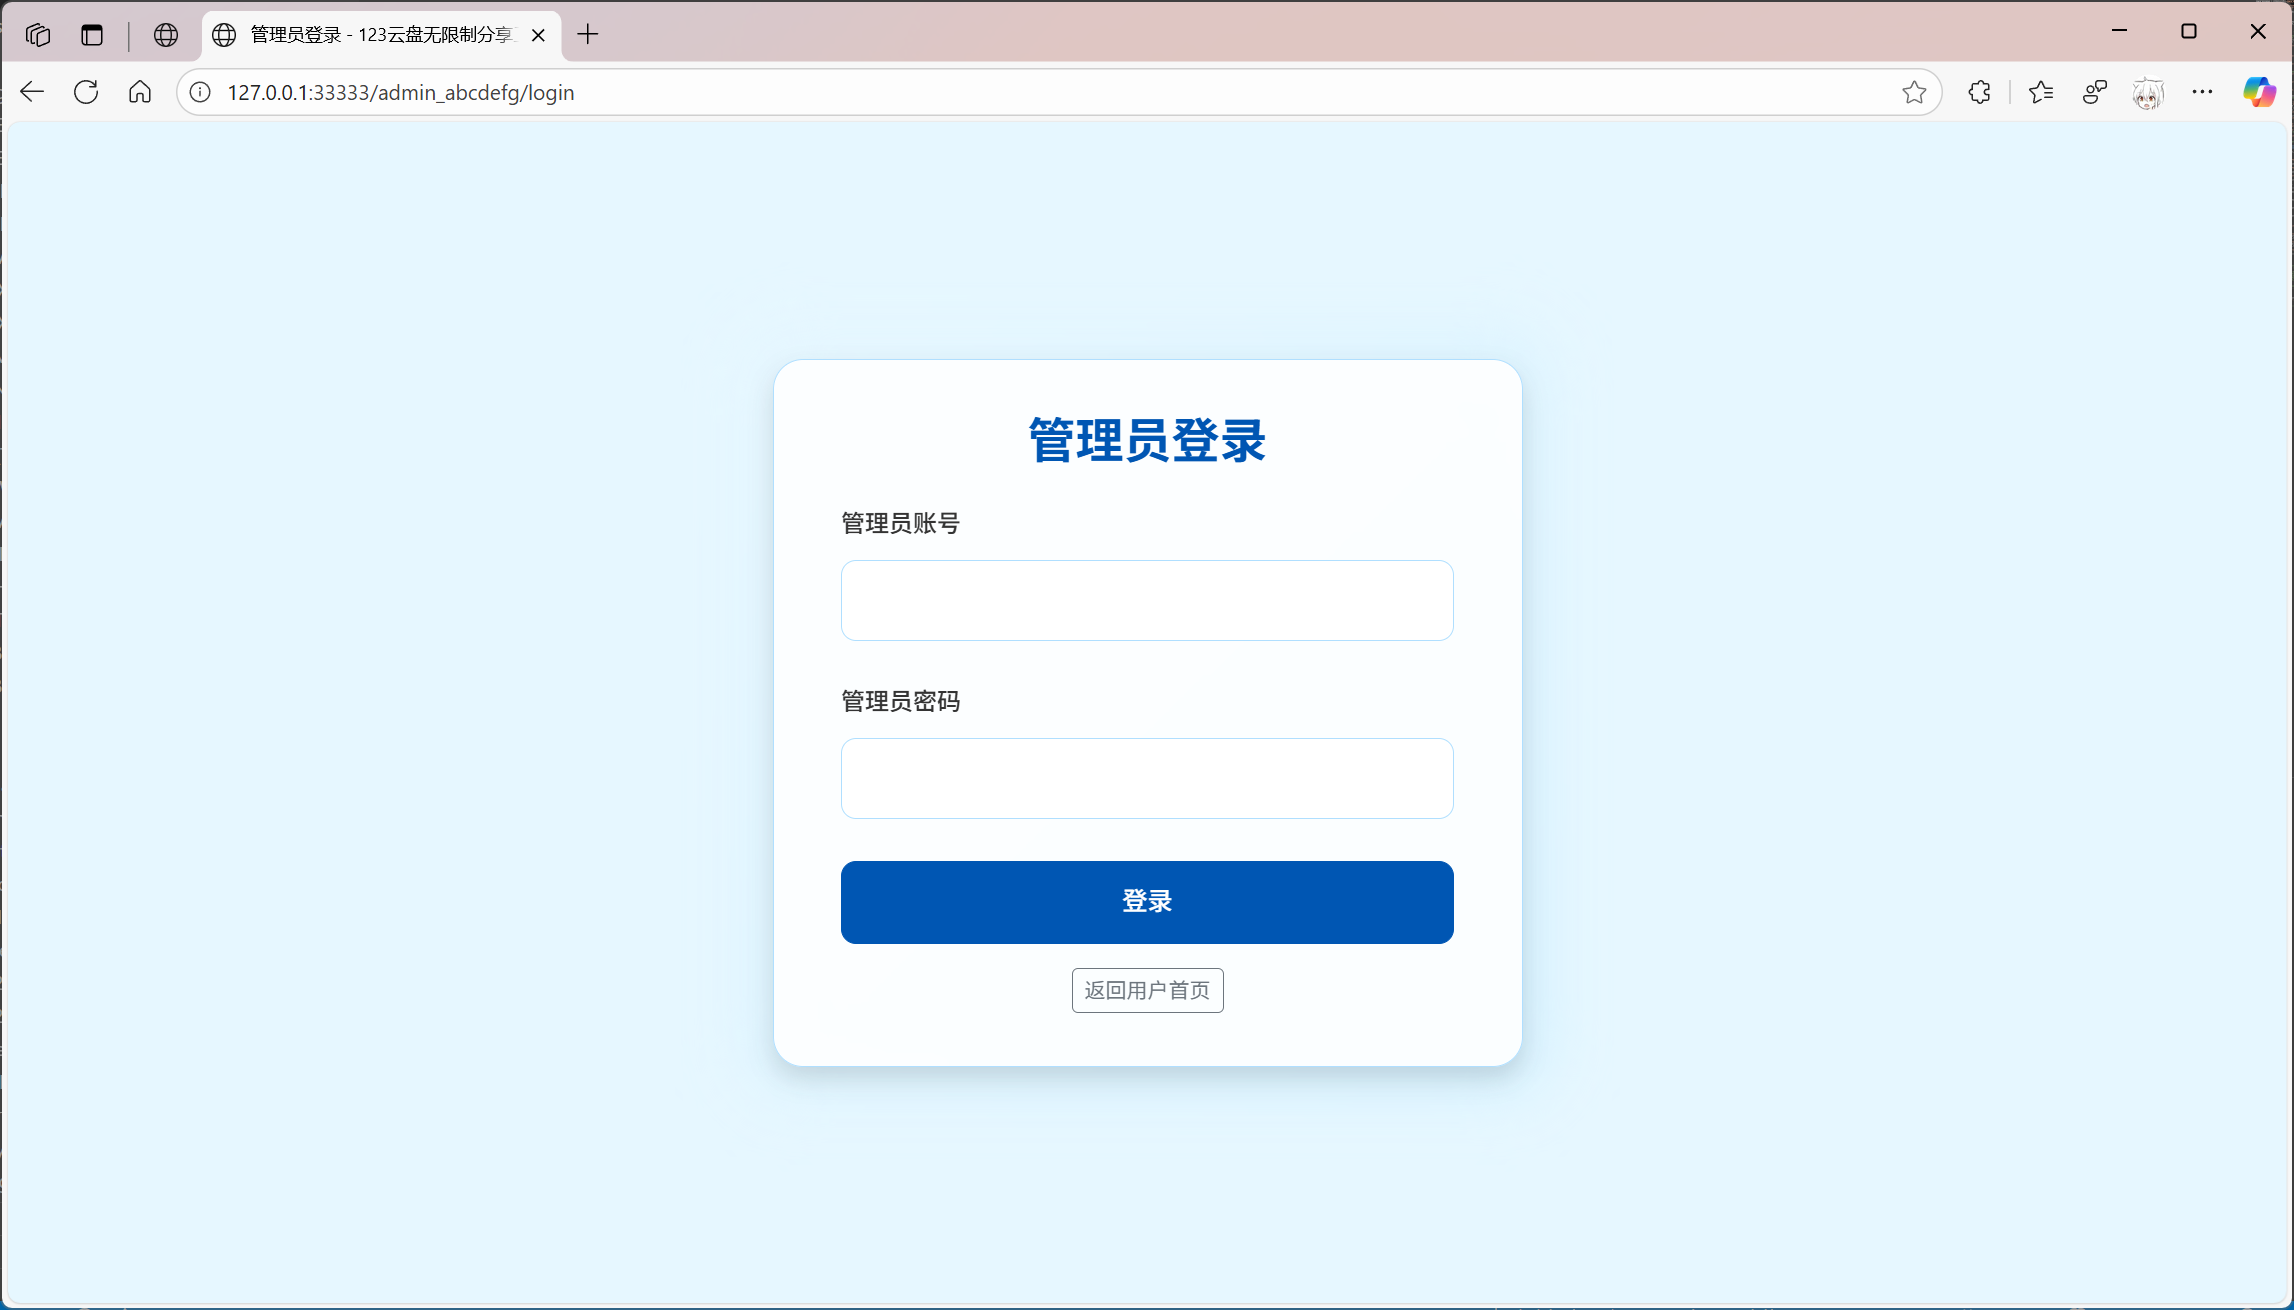 管理员登录 - 123云盘无限制分享
127.0.0.1:33333/admin_abcdefg/login
管理员登录
管理员账号
管理员密码
登录
返回用户首页